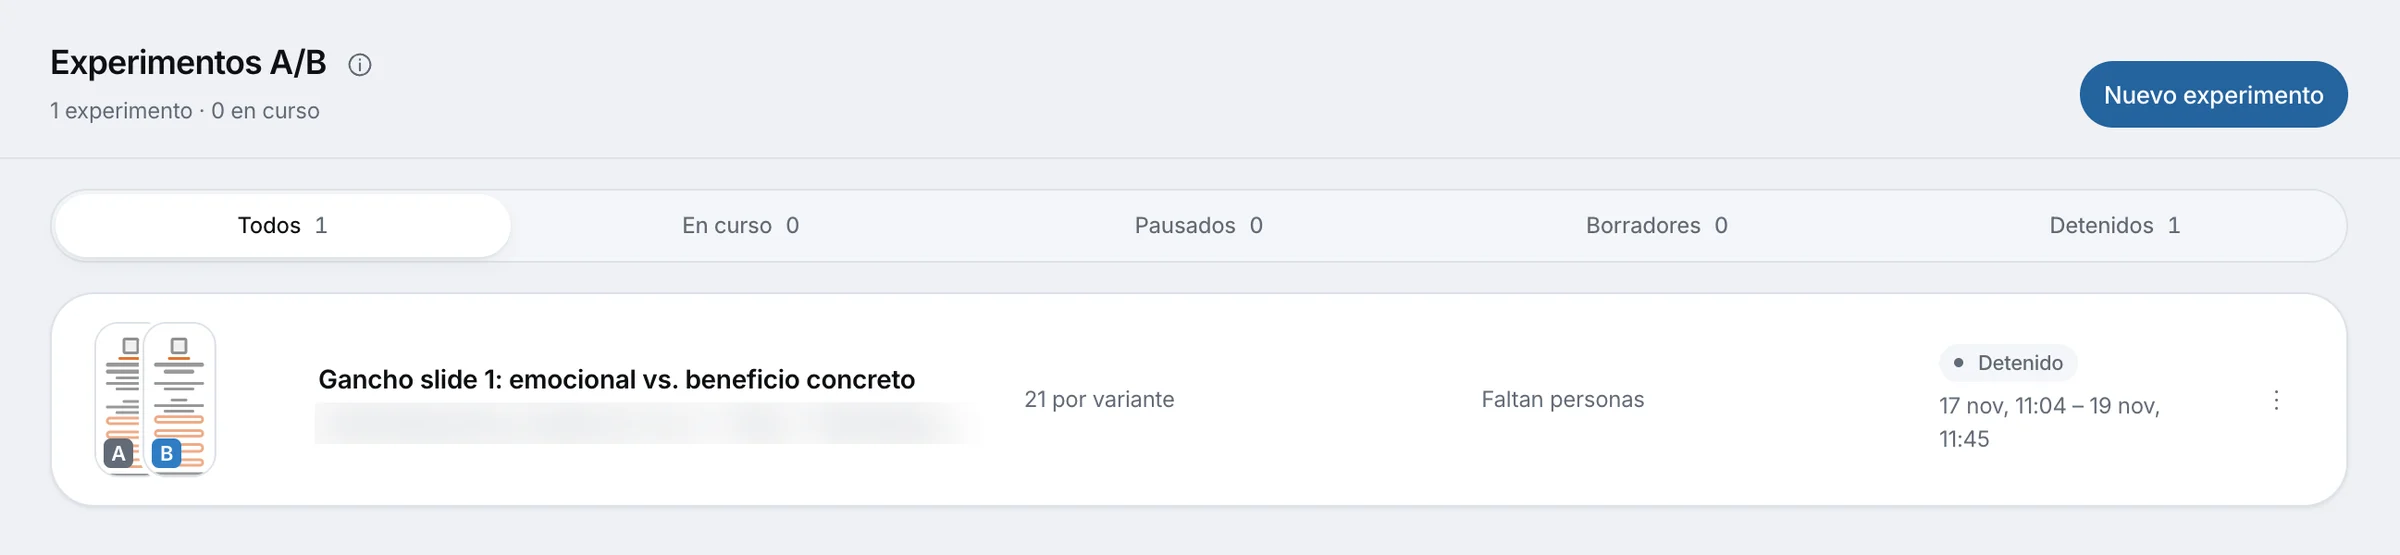 Experimentos A/B
1 experimento · 0 en curso
Nuevo experimento
Todos 1
En curso 0
Pausados 0
Borradores 0
Detenidos 1
A
B
Gancho slide 1: emocional vs. beneficio concreto
21 por variante
Faltan personas
Detenido
17 nov, 11:04 – 19 nov,
11:45